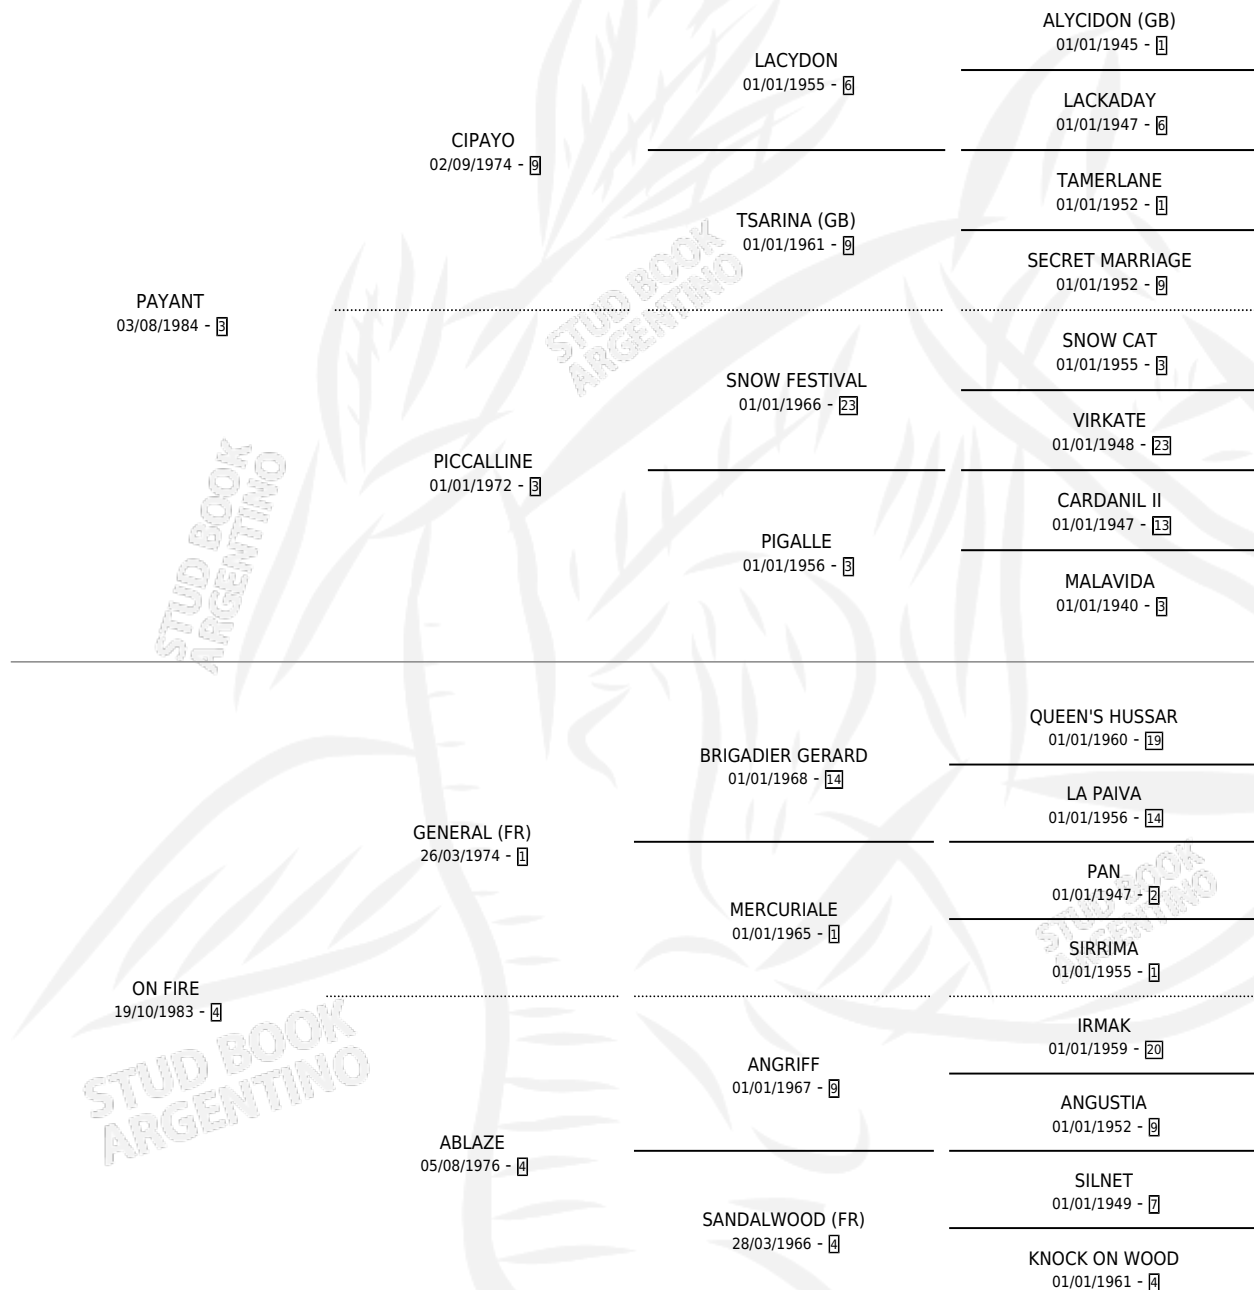 ALYCIDON (GB)
01/01/1945 - 1
LACYDON
01/01/1955 - 6
LACKADAY
01/01/1947 - 6
CIPAYO
02/09/1974 - 9
TAMERLANE
01/01/1952 - 1
TSARINA (GB)
01/01/1961 - 9
SECRET MARRIAGE
01/01/1952 - 9
PAYANT
03/08/1984 - 3
STUD BOOK
ARGENTINO
SNOW CAT
01/01/1955 - 3
SNOW FESTIVAL
01/01/1966 - 23
VIRKATE
01/01/1948 - 23
PICCALLINE
01/01/1972 - 3
CARDANIL II
01/01/1947 - 13
PIGALLE
01/01/1956 - 3
MALAVIDA
01/01/1940 - 3
STUD BOOK
ARGENTINO
QUEEN'S HUSSAR
01/01/1960 - 19
BRIGADIER GERARD
01/01/1968 - 14
LA PAIVA
01/01/1956 - 14
GENERAL (FR)
26/03/1974 - 1
PAN
01/01/1947 - 2
MERCURIALE
01/01/1965 - 1
SIRRIMA
01/01/1955 - 1
STUD BOOK
ARGENTINO
ON FIRE
19/10/1983 - 4
IRMAK
01/01/1959 - 20
ANGRIFF
01/01/1967 - 9
ANGUSTIA
01/01/1952 - 9
STUD BOOK
ARGENTINO
ABLAZE
05/08/1976 - 4
SILNET
01/01/1949 - 7
SANDALWOOD (FR)
28/03/1966 - 4
KNOCK ON WOOD
01/01/1961 - 4